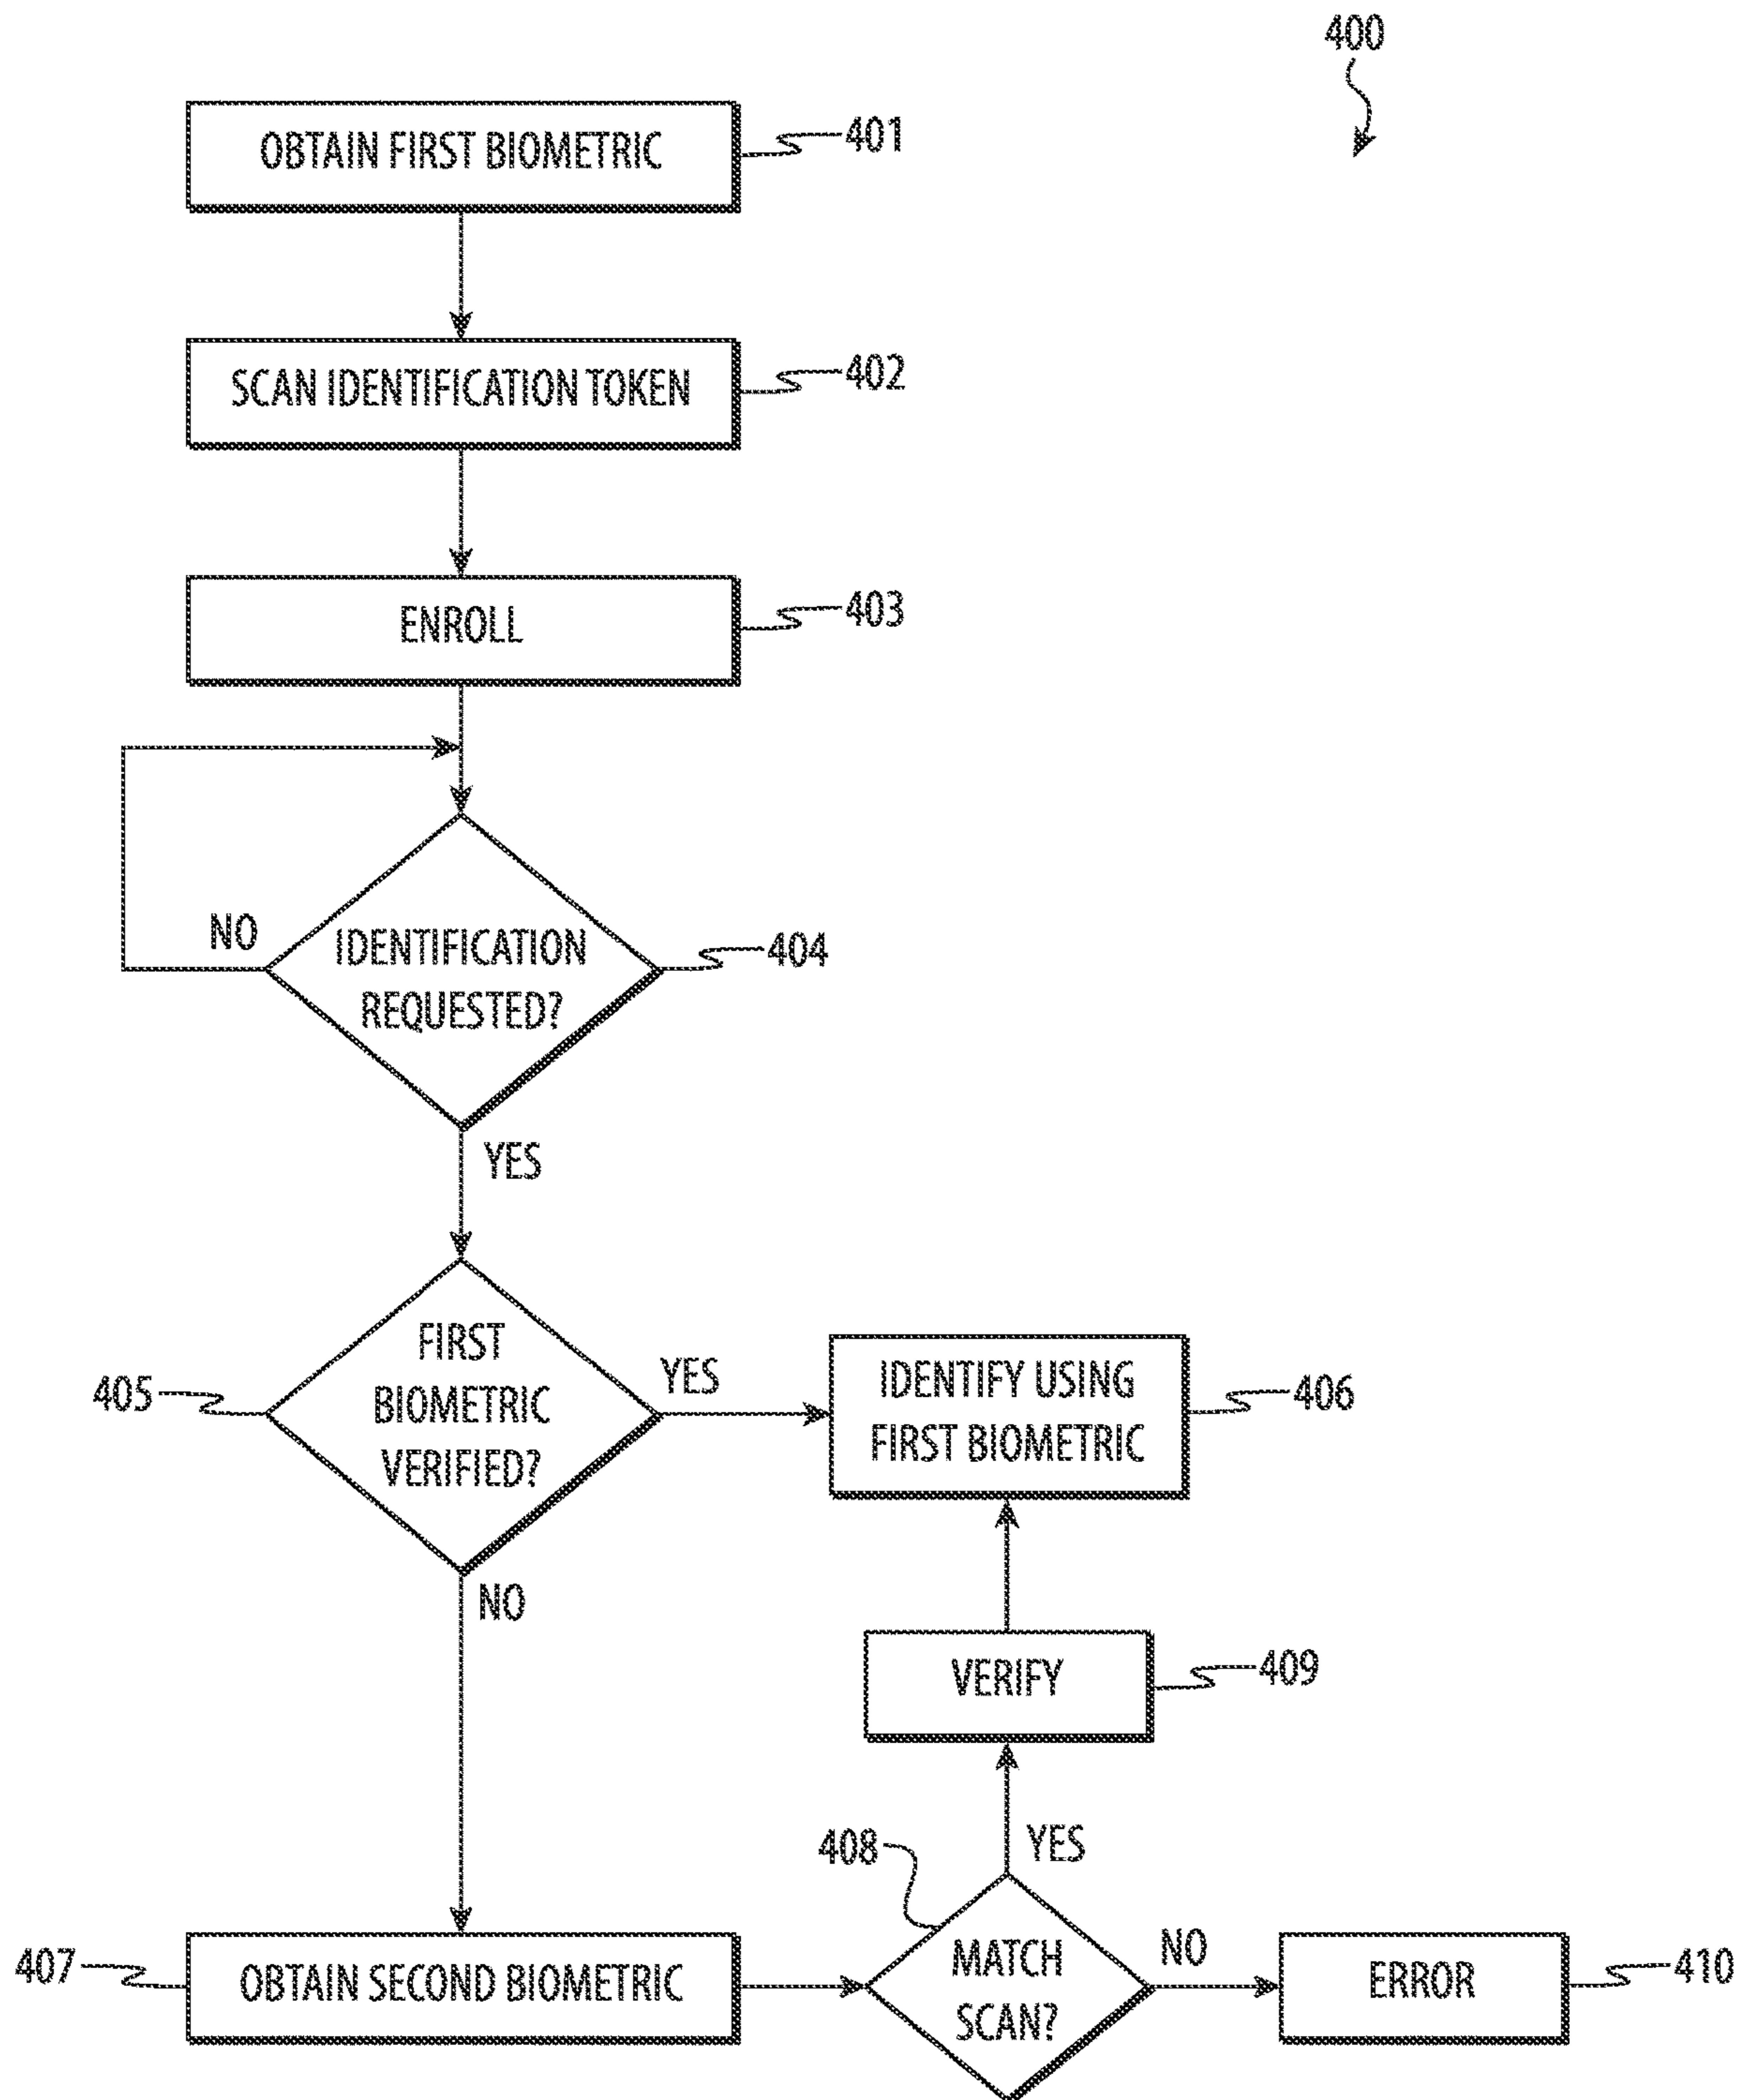 400
OBTAIN FIRST BIOMETRIC
401
SCAN IDENTIFICATION TOKEN
402
ENROLL
403
NO
IDENTIFICATION
REQUESTED?
404
YES
405
FIRST
BIOMETRIC
VERIFIED?
YES
IDENTIFY USING
FIRST BIOMETRIC
406
NO
VERIFY
409
408
YES
407
OBTAIN SECOND BIOMETRIC
MATCH
SCAN?
NO
ERROR
410